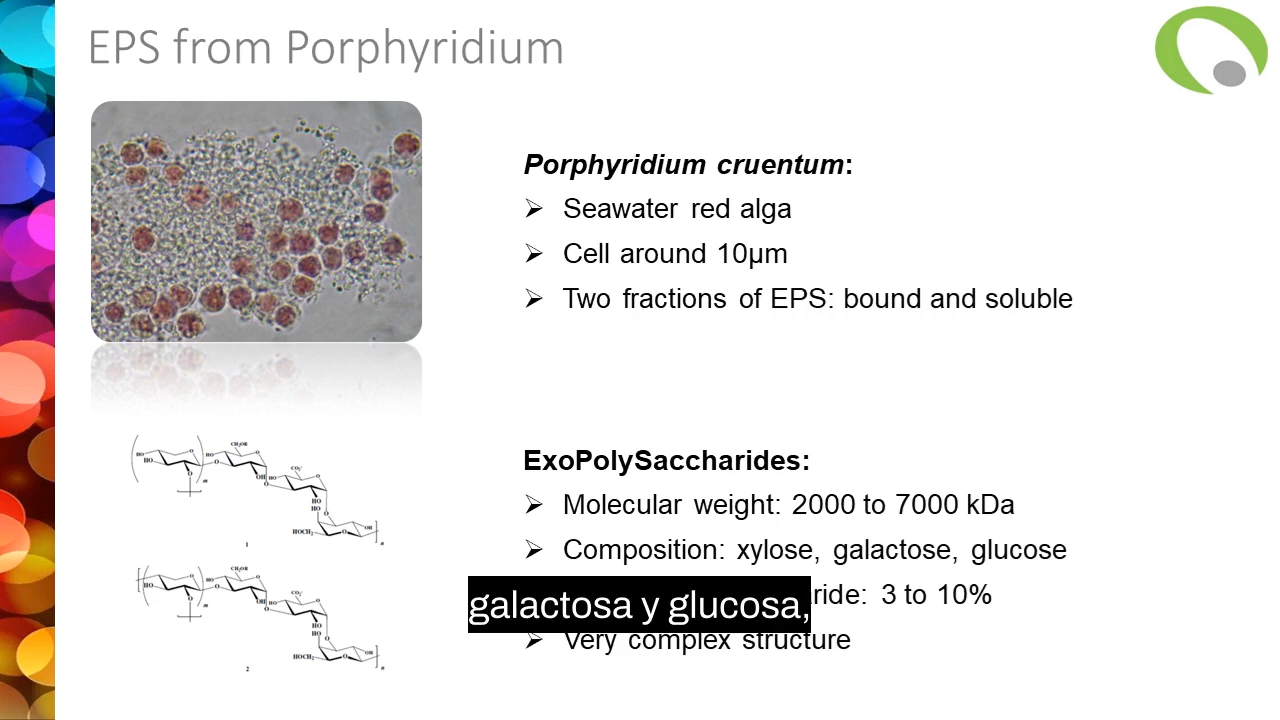 EPS from Porphyridium
Porphyridium cruentum:
➢ Seawater red alga
➢ Cell around 10µm
➢ Two fractions of EPS: bound and soluble
ExoPolySaccharides:
➢ Molecular weight: 2000 to 7000 kDa
➢ Composition: xylose, galactose, glucose
ride: 3 to 10%
galactosa y glucosa,
➢ Very complex structure
1
2